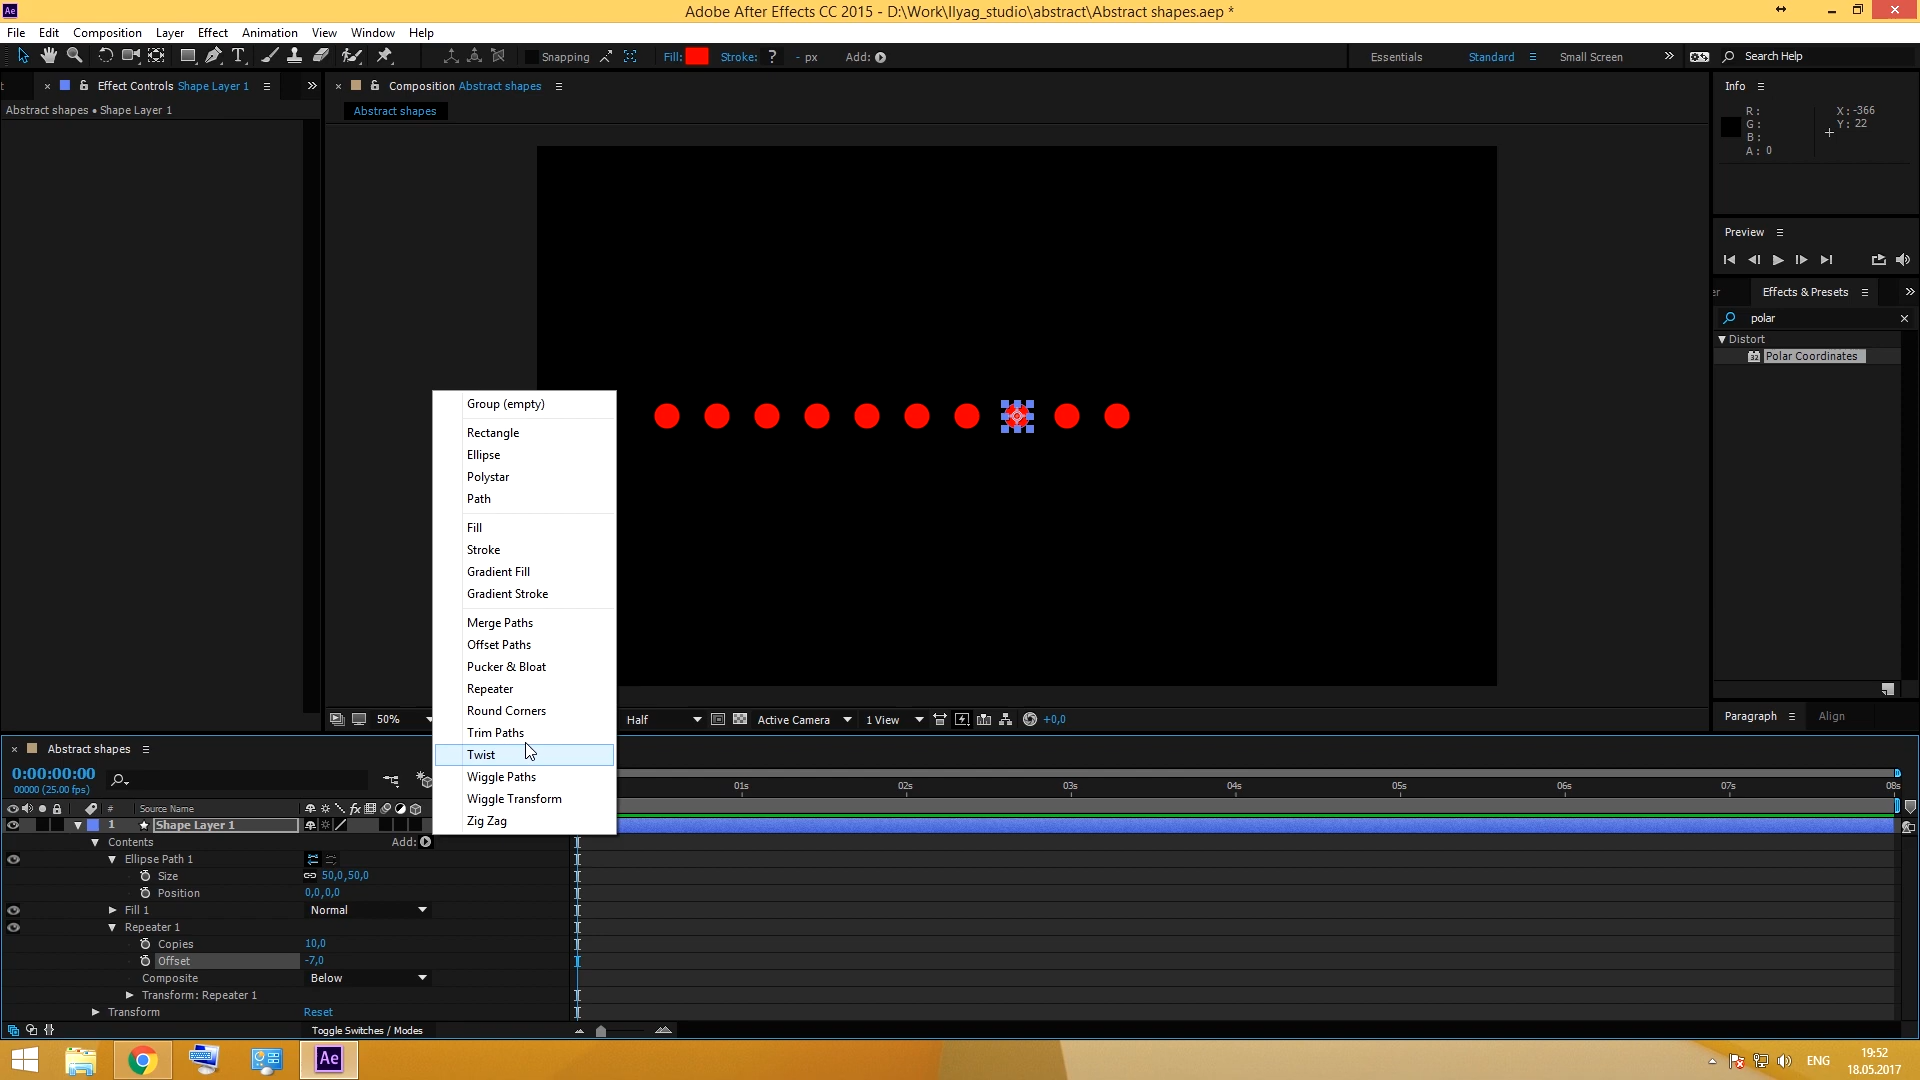 Ae
Adobe After Effects CC 2015 - D:\Work\Ilyag_studio\abstract\Abstract shapes.aep *
File Edit Composition Layer Effect Animation View Window Help
Snapping Fill: Stroke: ? - px Add: Essentials Standard Small Screen Search Help
Effect Controls Shape Layer 1
Abstract shapes • Shape Layer 1
Composition Abstract shapes
Abstract shapes
Info
R:
G:
B:
A: 0
X: -366
Y: 22
Preview
Effects & Presets
polar
Distort
Polar Coordinates
Paragraph Align
Group (empty)
Rectangle
Ellipse
Polystar
Path
Fill
Stroke
Gradient Fill
Gradient Stroke
Merge Paths
Offset Paths
Pucker & Bloat
Repeater
Round Corners
Trim Paths
Twist
Wiggle Paths
Wiggle Transform
Zig Zag
50% Half Active Camera 1 View +0,0
Abstract shapes
0:00:00:00
00000 (25.00 fps)
01s 02s 03s 04s 05s 06s 07s 08s
# Source Name
1 Shape Layer 1
Contents Add:
Ellipse Path 1
Size 50,0,50,0
Position 0,0,0,0
Fill 1 Normal
Repeater 1
Copies 10,0
Offset -7,0
Composite Below
Transform: Repeater 1
Transform Reset
Toggle Switches / Modes
Ae
ENG
19:52
18.05.2017